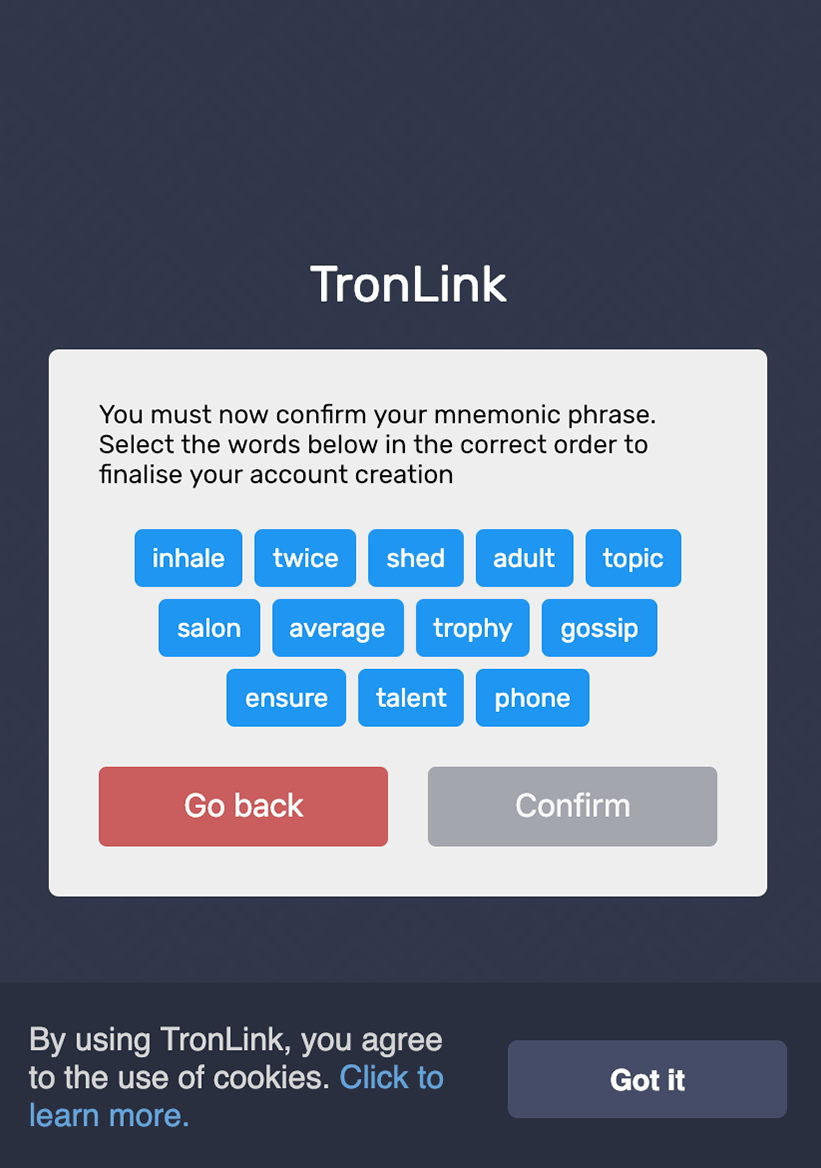 TronLink
You must now confirm your mnemonic phrase.
Select the words below in the correct order to
finalise your account creation
inhale twice shed adult topic
salon average trophy gossip
ensure talent phone
Go back Confirm
By using TronLink, you agree
to the use of cookies. Click to
learn more.
Got it